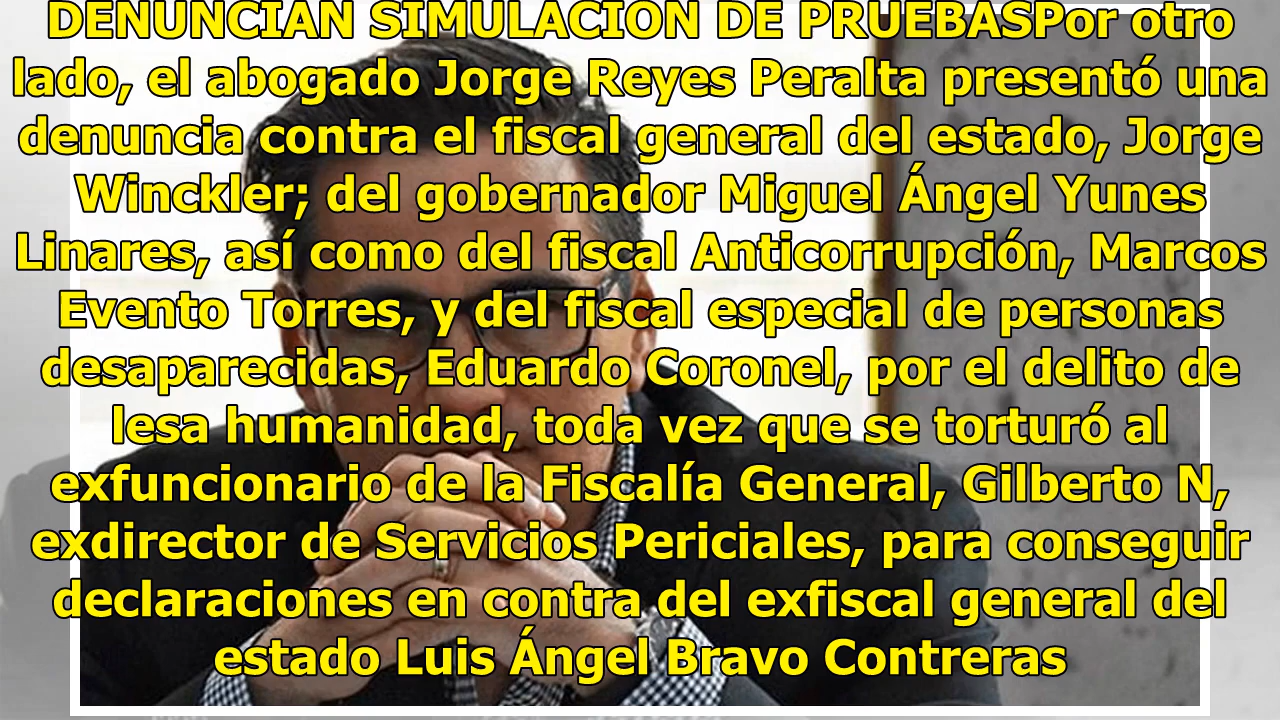 DENUNCIAN SIMULACIÓN DE PRUEBASPor otro
lado, el abogado Jorge Reyes Peralta presentó una
denuncia contra el fiscal general del estado, Jorge
Winckler; del gobernador Miguel Ángel Yunes
Linares, así como del fiscal Anticorrupción, Marcos
Evento Torres, y del fiscal especial de personas
desaparecidas, Eduardo Coronel, por el delito de
lesa humanidad, toda vez que se torturó al
exfuncionario de la Fiscalía General, Gilberto N,
exdirector de Servicios Periciales, para conseguir
declaraciones en contra del exfiscal general del
estado Luis Ángel Bravo Contreras